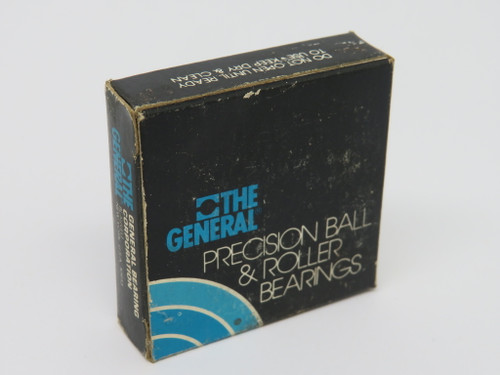 DO NOT OPEN UNTIL READY
TO USE • KEEP DRY & CLEAN
THE
GENERAL
PRECISION BALL
& ROLLER
BEARINGS
THE
GENERAL
GENERAL BEARING
CORPORATION